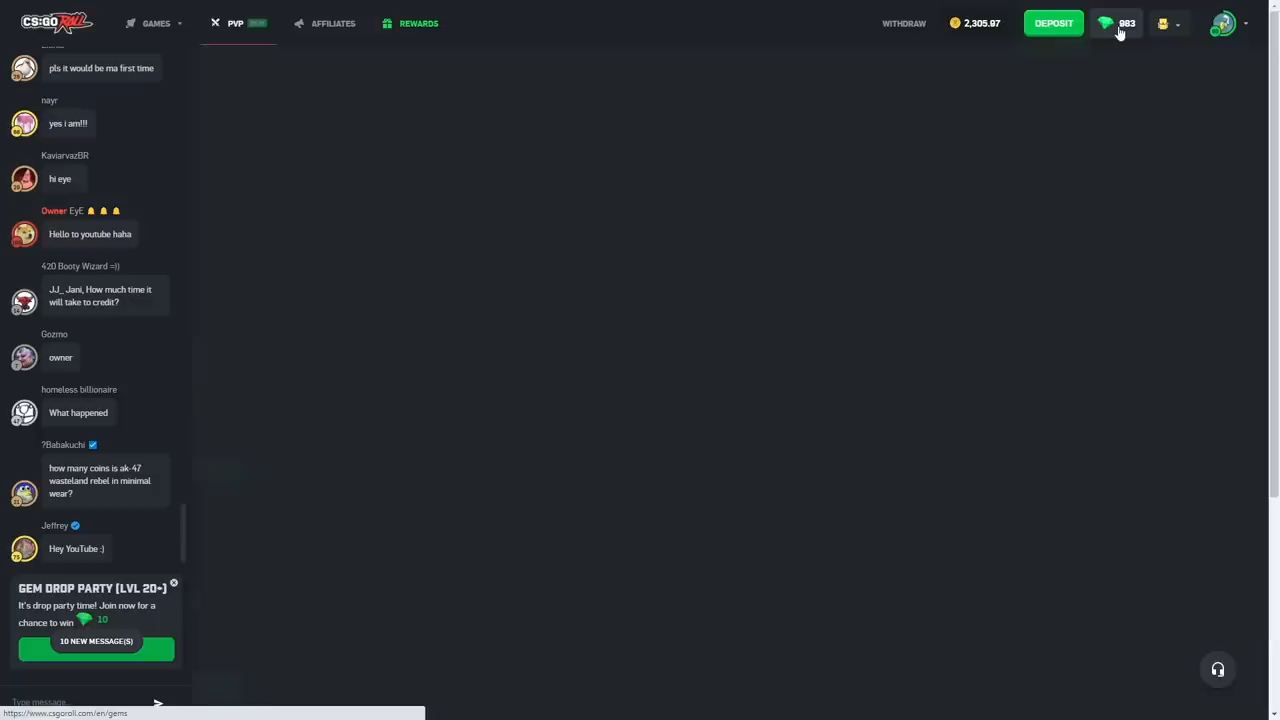 CS:GO ROLL
GAMES
PVP
AFFILIATES
REWARDS
WITHDRAW
2,305.97
DEPOSIT
983
pls it would be ma first time
nayr
yes i am!!!
KaviarvazBR
hi eye
Owner EyE 🔔 🔔 🔔
Hello to youtube haha
420 Booty Wizard =))
JJ_ Jani, How much time it
will take to credit?
Gozmo
owner
homeless billionaire
What happened
?Babakuchi
how many coins is ak-47
wasteland rebel in minimal
wear?
Jeffrey
Hey YouTube :)
GEM DROP PARTY (LVL 20+)
It's drop party time! Join now for a
chance to win 10
10 NEW MESSAGE(S)
Type message...
https://www.csgoroll.com/en/gems